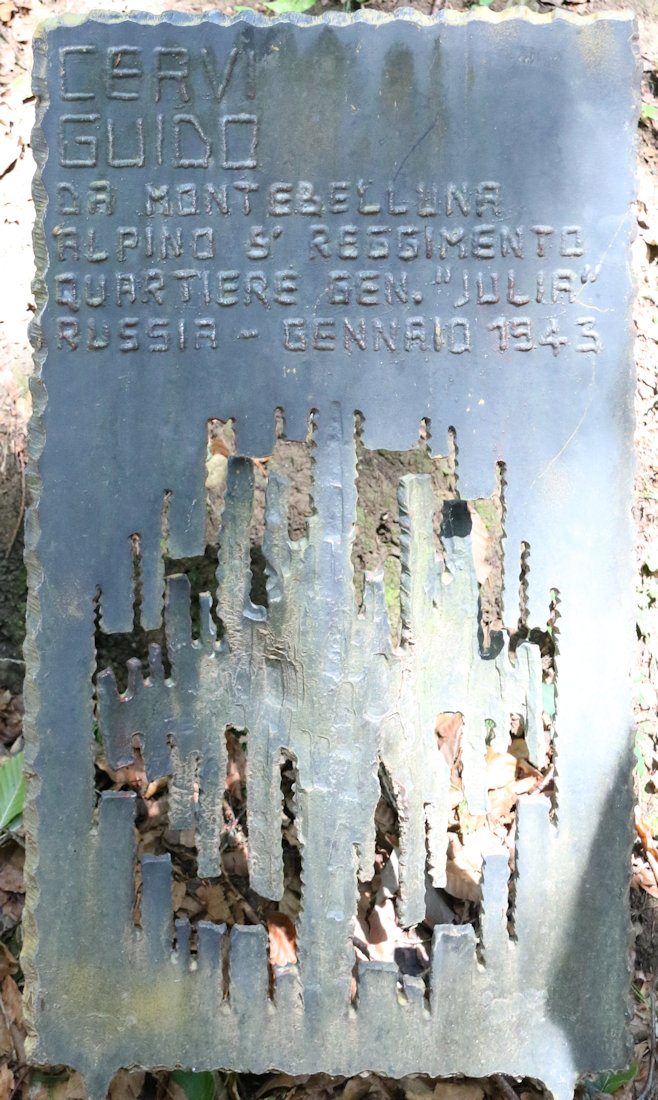 CERVI
GUIDO
DA MONTEBELLUNA
ALPINO 8° REGGIMENTO
QUARTIERE GEN. "JULIA"
RUSSIA - GENNAIO 1943